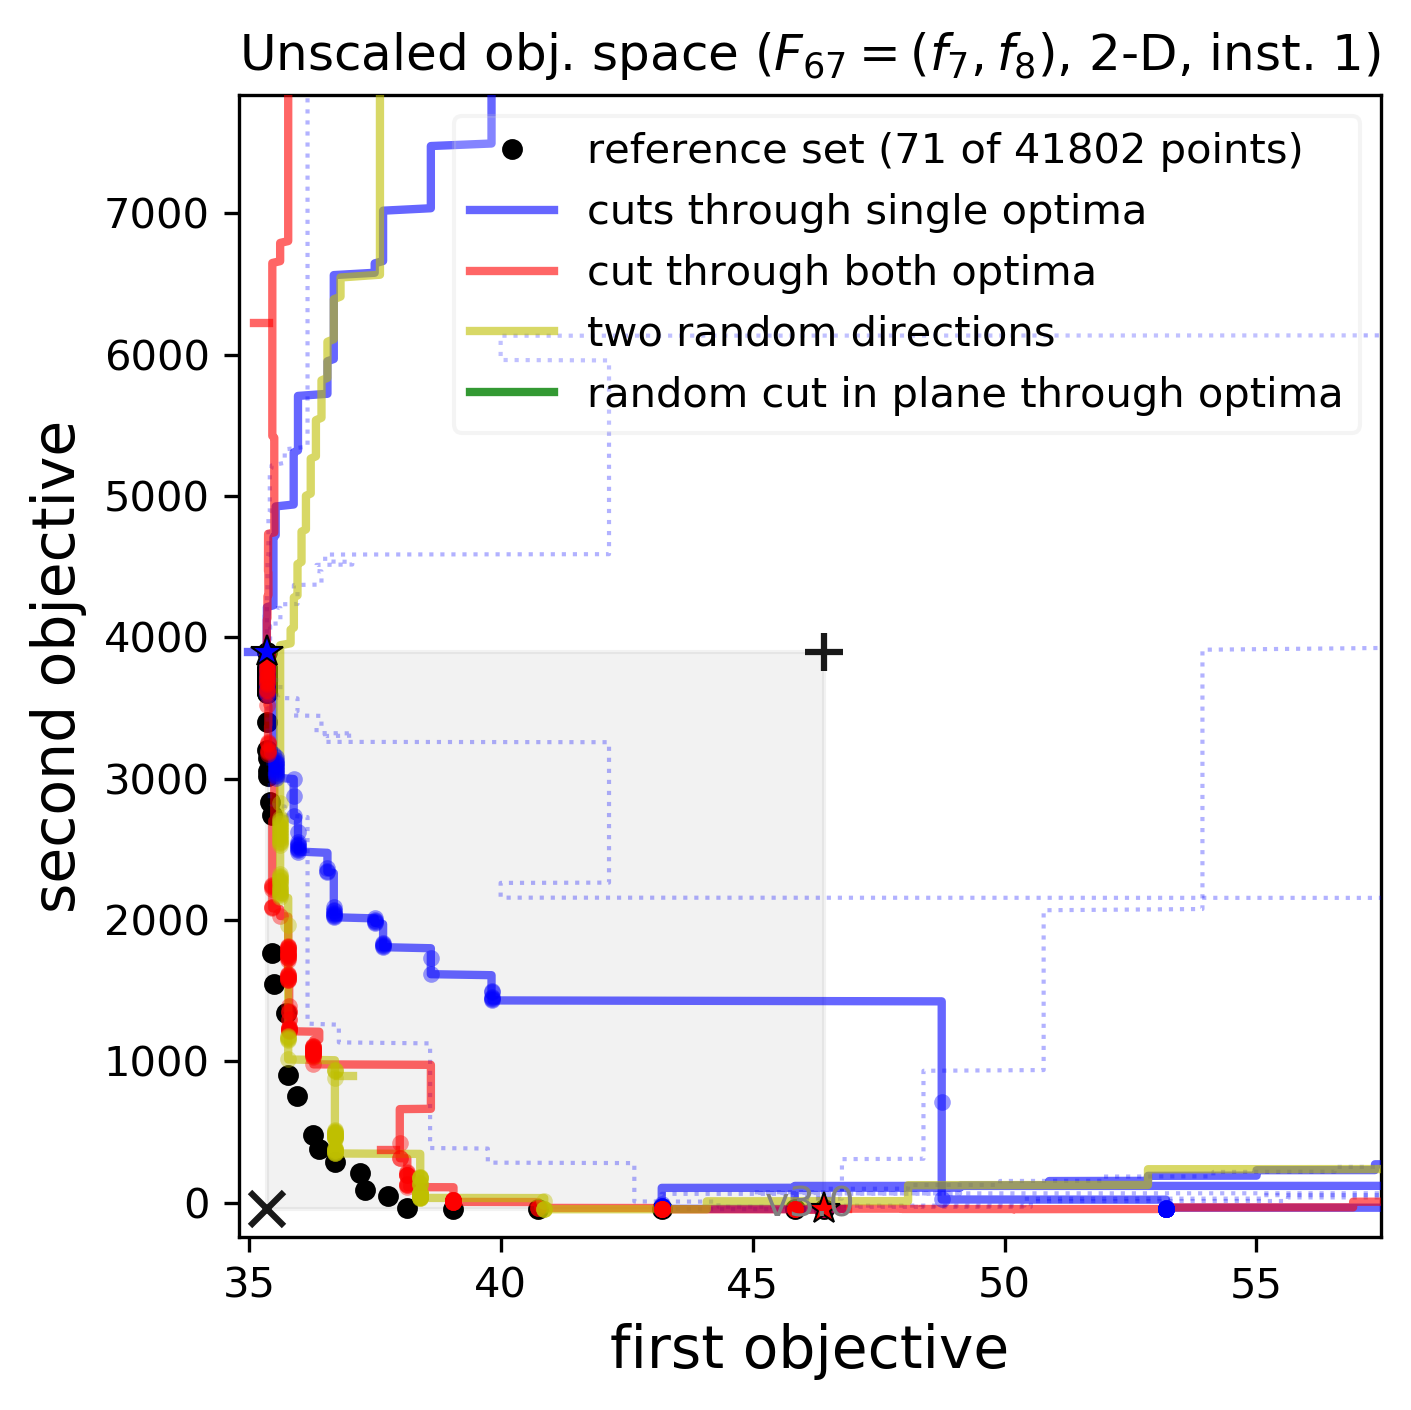 Unscaled obj. space (F67 = (f7, f8), 2-D, inst. 1)
reference set (71 of 41802 points)
cuts through single optima
cut through both optima
two random directions
random cut in plane through optima
second objective
7000
6000
5000
4000
3000
2000
1000
0
v3.0
35
40
45
50
55
first objective